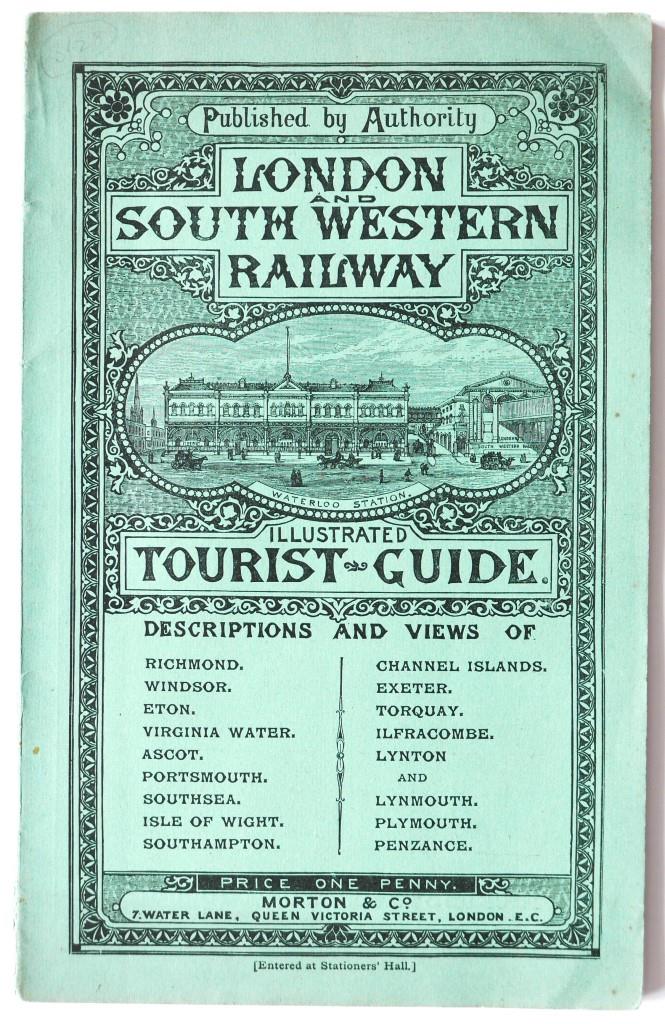 Published by Authority
LONDON
AND
SOUTH WESTERN
RAILWAY
WATERLOO STATION.
ILLUSTRATED
TOURIST GUIDE.
DESCRIPTIONS AND VIEWS OF
RICHMOND.
WINDSOR.
ETON.
VIRGINIA WATER.
ASCOT.
PORTSMOUTH.
SOUTHSEA.
ISLE OF WIGHT.
SOUTHAMPTON.
CHANNEL ISLANDS.
EXETER.
TORQUAY.
ILFRACOMBE.
LYNTON
AND
LYNMOUTH.
PLYMOUTH.
PENZANCE.
PRICE ONE PENNY.
MORTON & Co
7. WATER LANE, QUEEN VICTORIA STREET, LONDON. E.C.
[Entered at Stationers' Hall.]